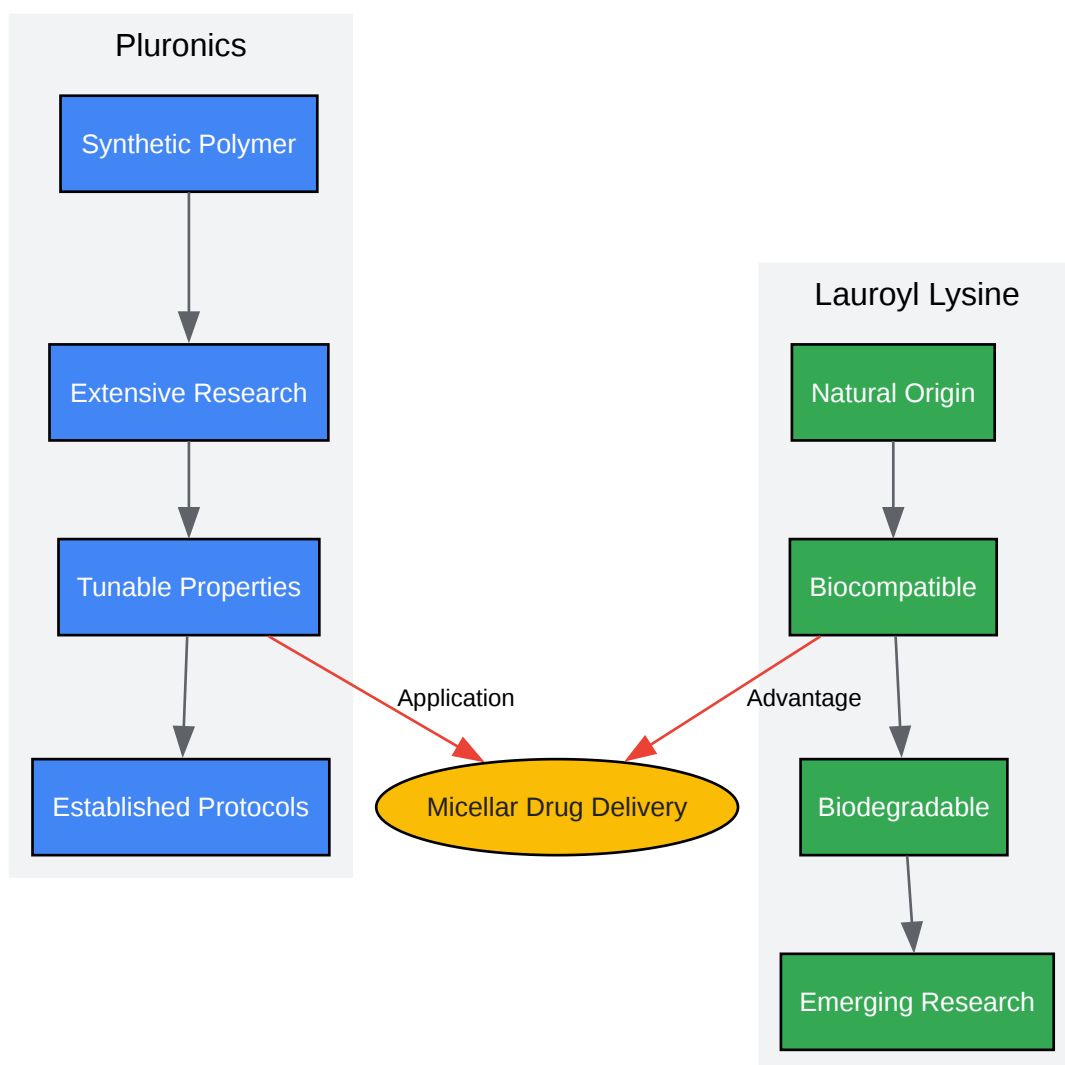 Pluronics
Synthetic Polymer
Extensive Research
Tunable Properties
Application
Established Protocols
Micellar Drug Delivery
Lauroyl Lysine
Natural Origin
Biocompatible
Advantage
Biodegradable
Emerging Research